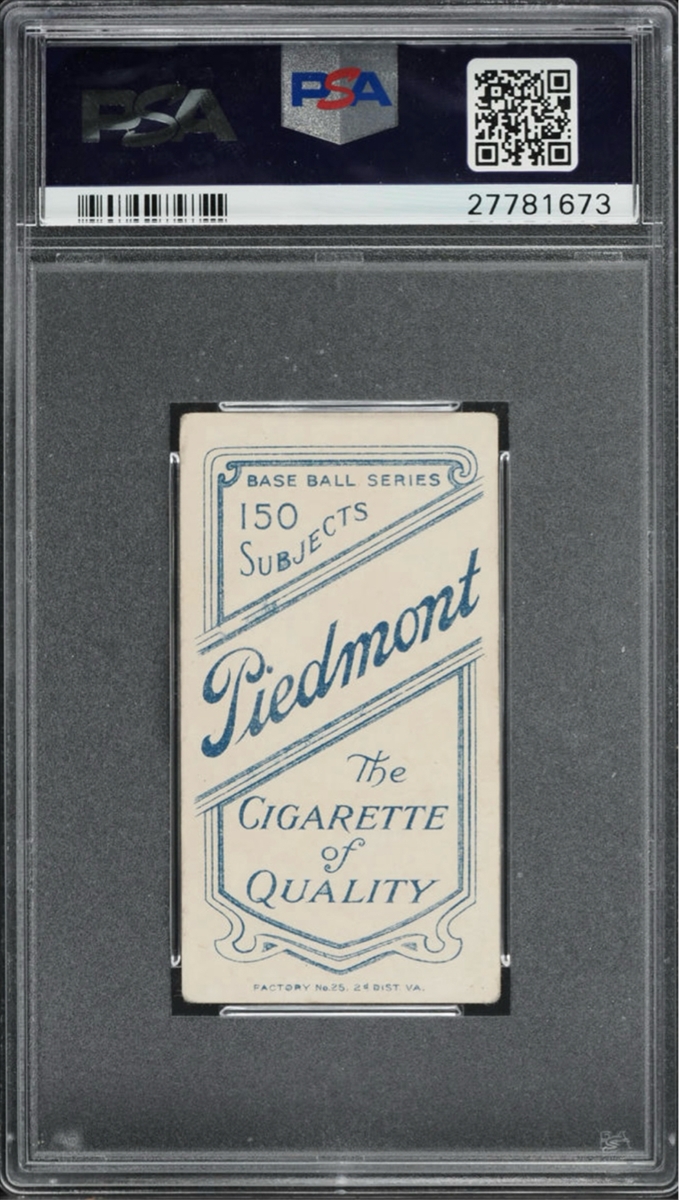 PSA
PSA
27781673
BASE BALL SERIES
150
SUBJECTS
Piedmont
The
CIGARETTE
of
QUALITY
FACTORY No.25, 2d DIST. VA.
PSA